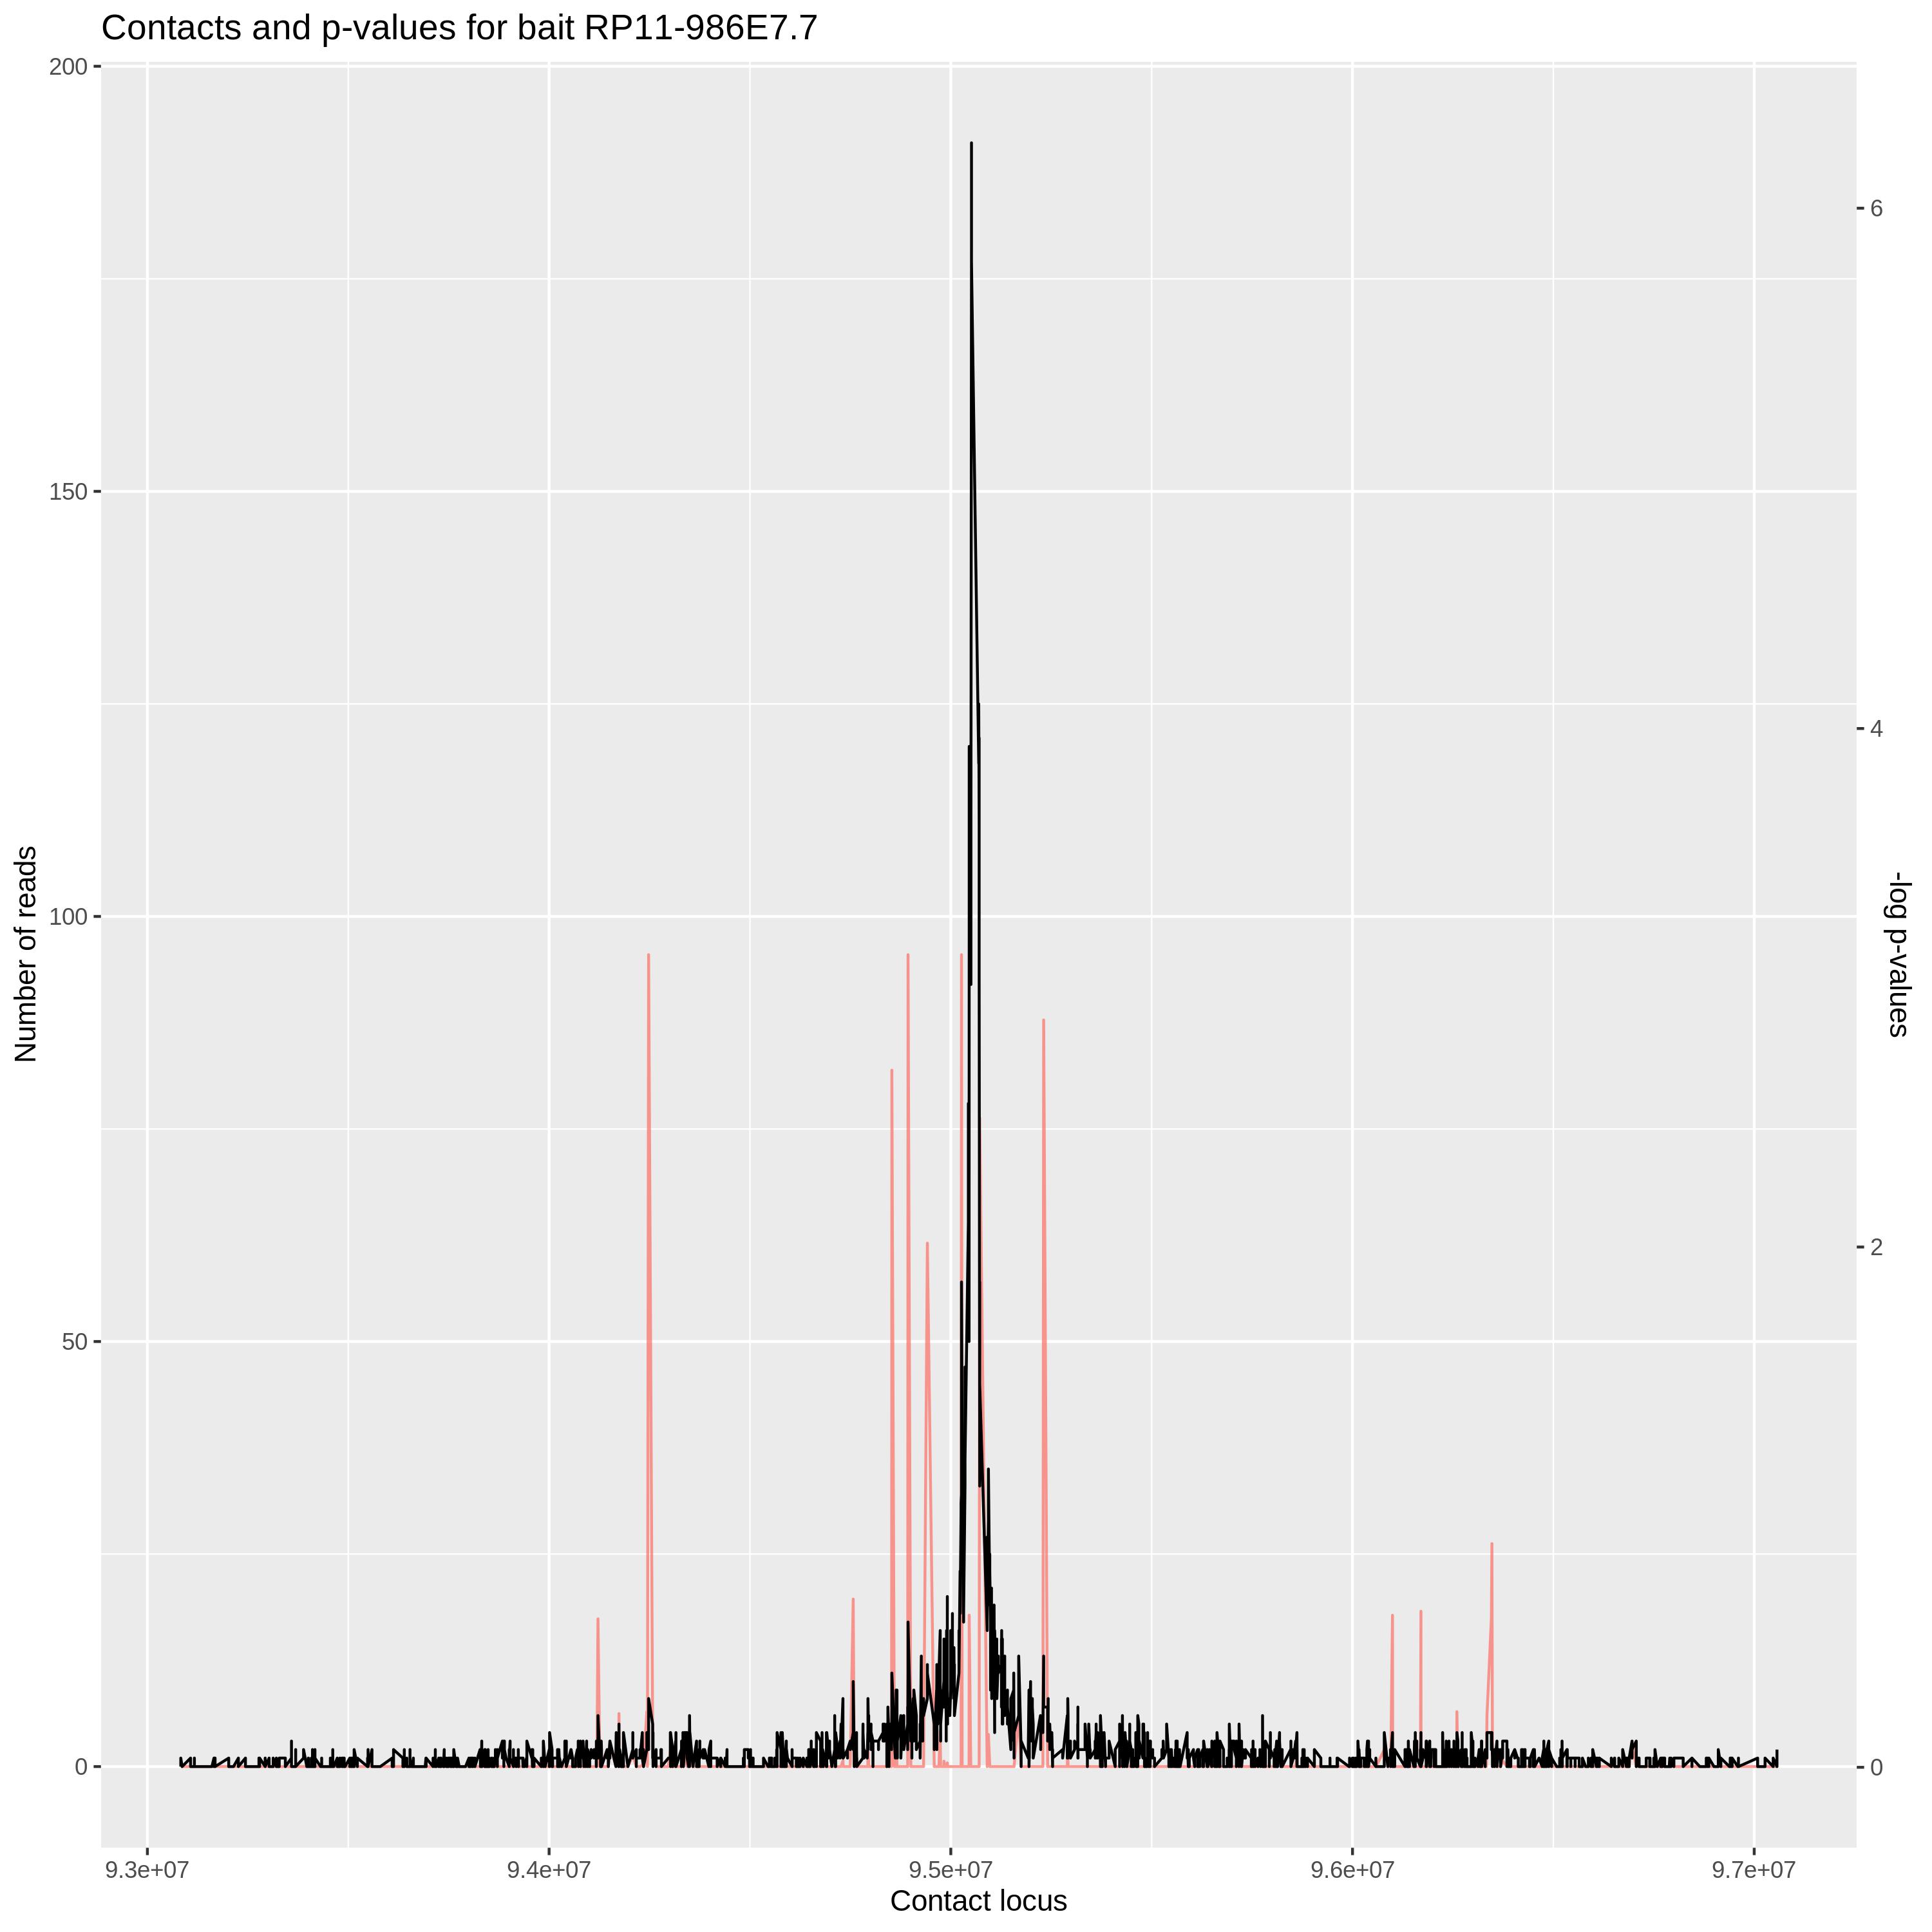 Contacts and p-values for bait RP11-986E7.7
200
150
100
50
0
Number of reads
6
4
2
0
-log p-values
9.3e+07 9.4e+07 9.5e+07 9.6e+07 9.7e+07
Contact locus